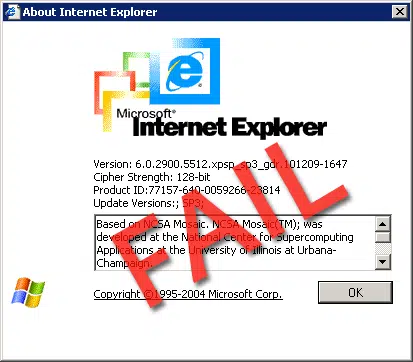 About Internet Explorer
Microsoft®
Internet Explorer
Version: 6.0.2900.5512.xpsp_sp3_gdr.101209-1647
Cipher Strength: 128-bit
Product ID:77157-640-0059266-23814
Update Versions:; SP3;
Based on NCSA Mosaic. NCSA Mosaic(TM); was
developed at the National Center for Supercomputing
Applications at the University of Illinois at Urbana-
Champaign.
FAIL
Copyright ©1995-2004 Microsoft Corp.
OK